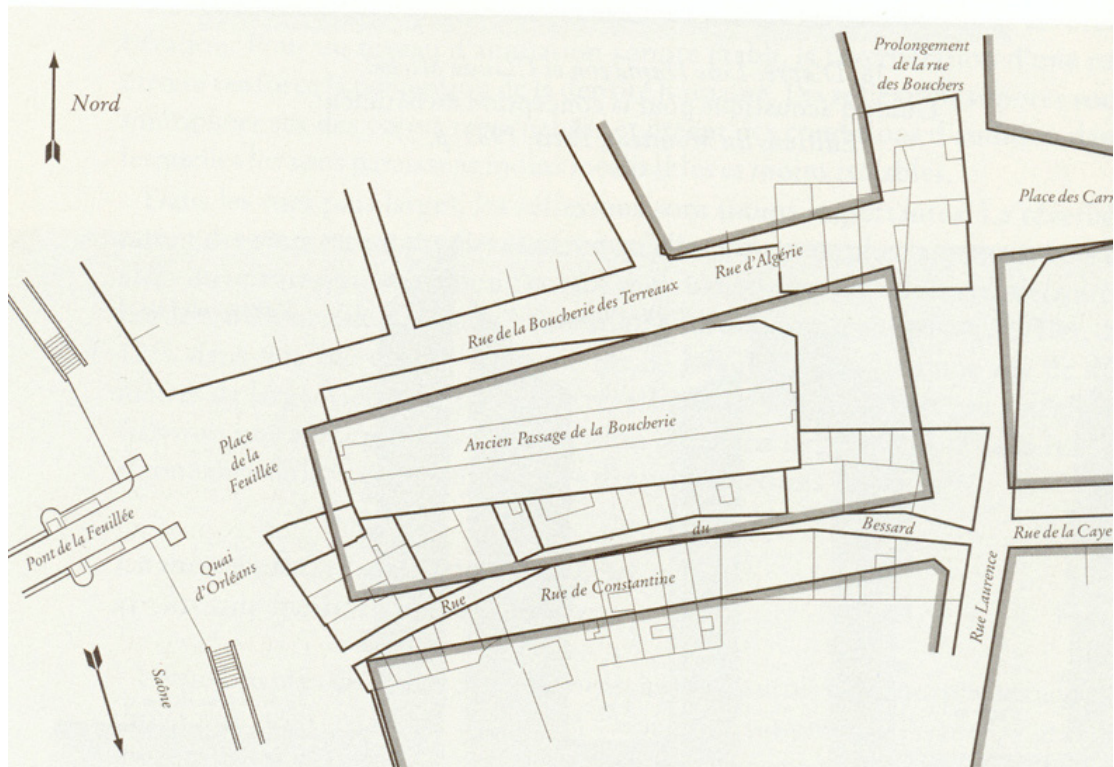 Prolongement
de la rue
des Bouchers
Nord
Place des Carr
Rue d'Algérie
Rue de la Boucherie des Terreaux
Place
de la
Feuillée
Ancien Passage de la Boucherie
Pont de la Feuillée
Quai
d'Orléans
Rue du Bessard
Rue de la Caye
Rue de Constantine
Rue Laurence
Saône